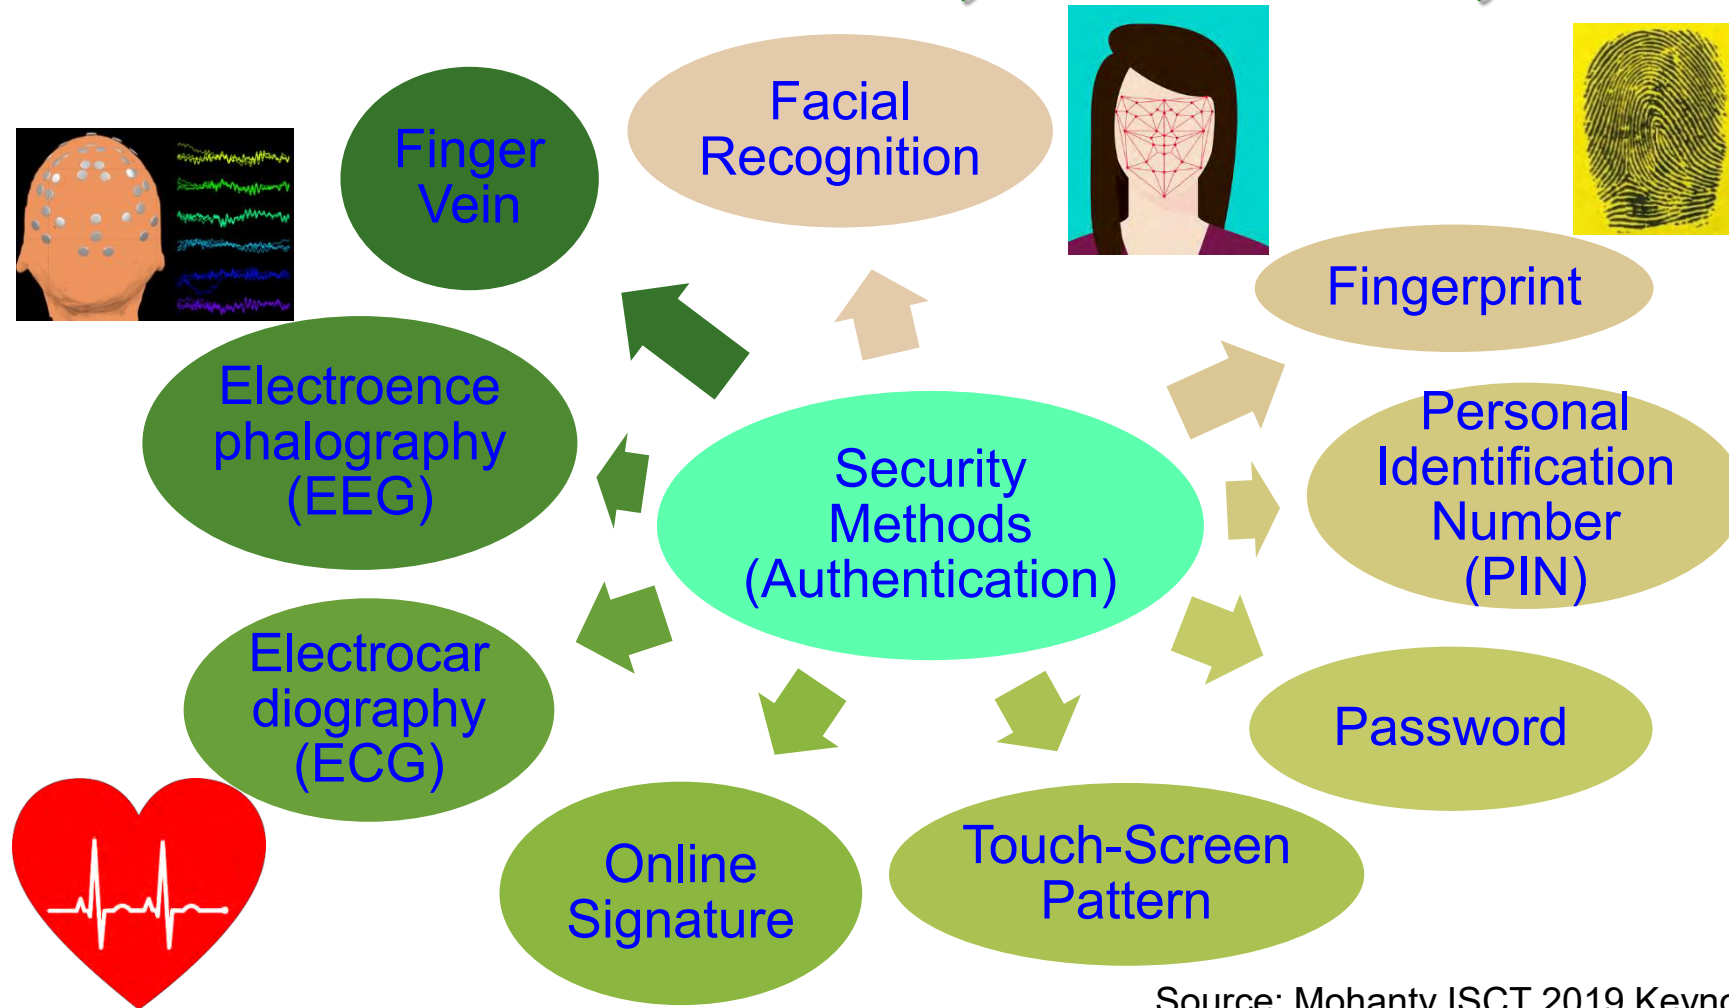 Facial
Recognition
Finger
Vein
Fingerprint
Electroence
phalography
(EEG)
Personal
Identification
Number
(PIN)
Security
Methods
(Authentication)
Electrocar
diography
(ECG)
Password
Online
Signature
Touch-Screen
Pattern
Source: Mohanty ISCT 2019